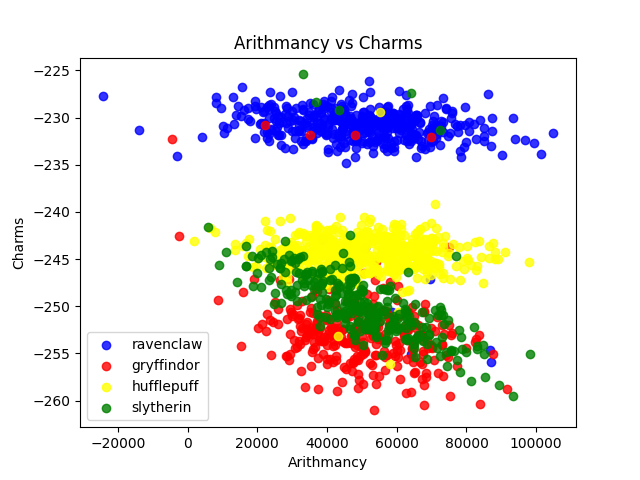 Arithmancy vs Charms
Charms
−225
−230
−235
−240
−245
−250
−255
−260
ravenclaw
gryffindor
hufflepuff
slytherin
−20000 0 20000 40000 60000 80000 100000
Arithmancy